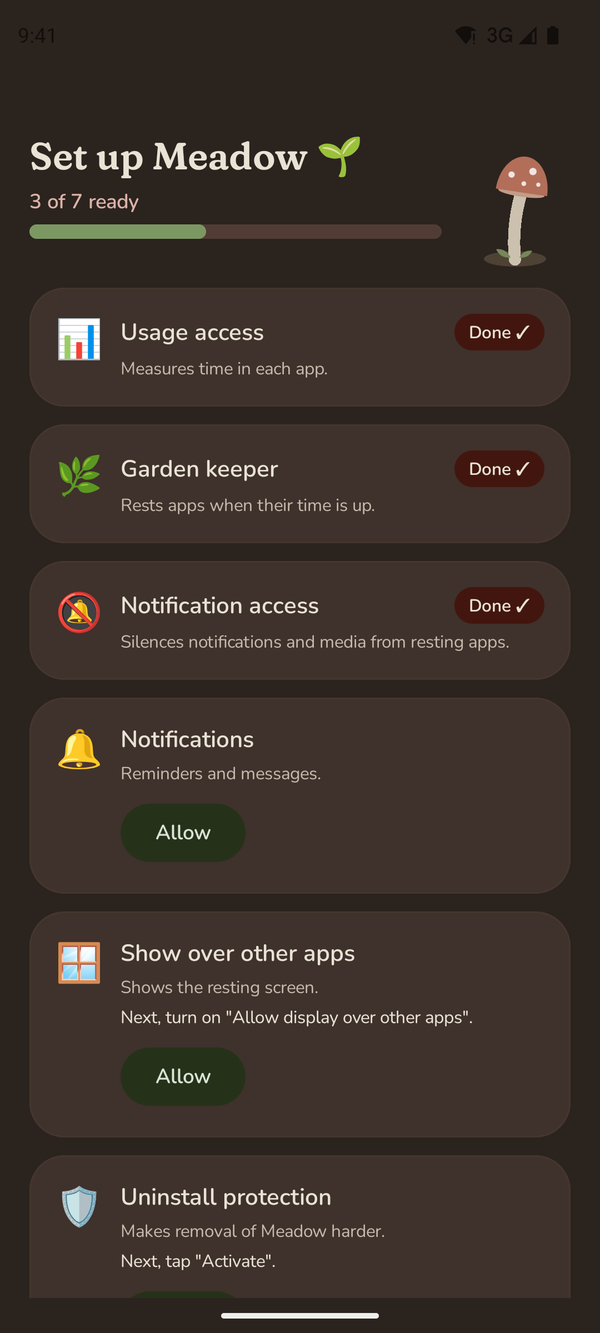 9:41
3G
Set up Meadow 🌱
3 of 7 ready
Usage access
Done ✓
Measures time in each app.
Garden keeper
Done ✓
Rests apps when their time is up.
Notification access
Done ✓
Silences notifications and media from resting apps.
Notifications
Reminders and messages.
Allow
Show over other apps
Shows the resting screen.
Next, turn on "Allow display over other apps".
Allow
Uninstall protection
Makes removal of Meadow harder.
Next, tap "Activate".